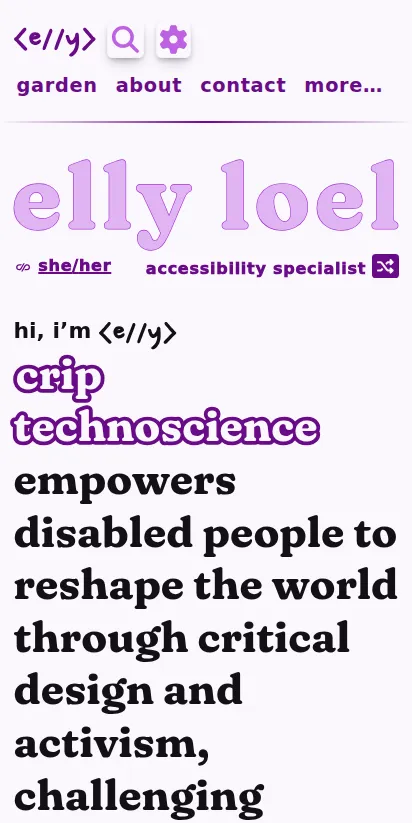 <e//y>
garden about contact more...
elly loel
she/her accessibility specialist
hi, i’m <e//y>
crip
technoscience
empowers
disabled people to
reshape the world
through critical
design and
activism,
challenging